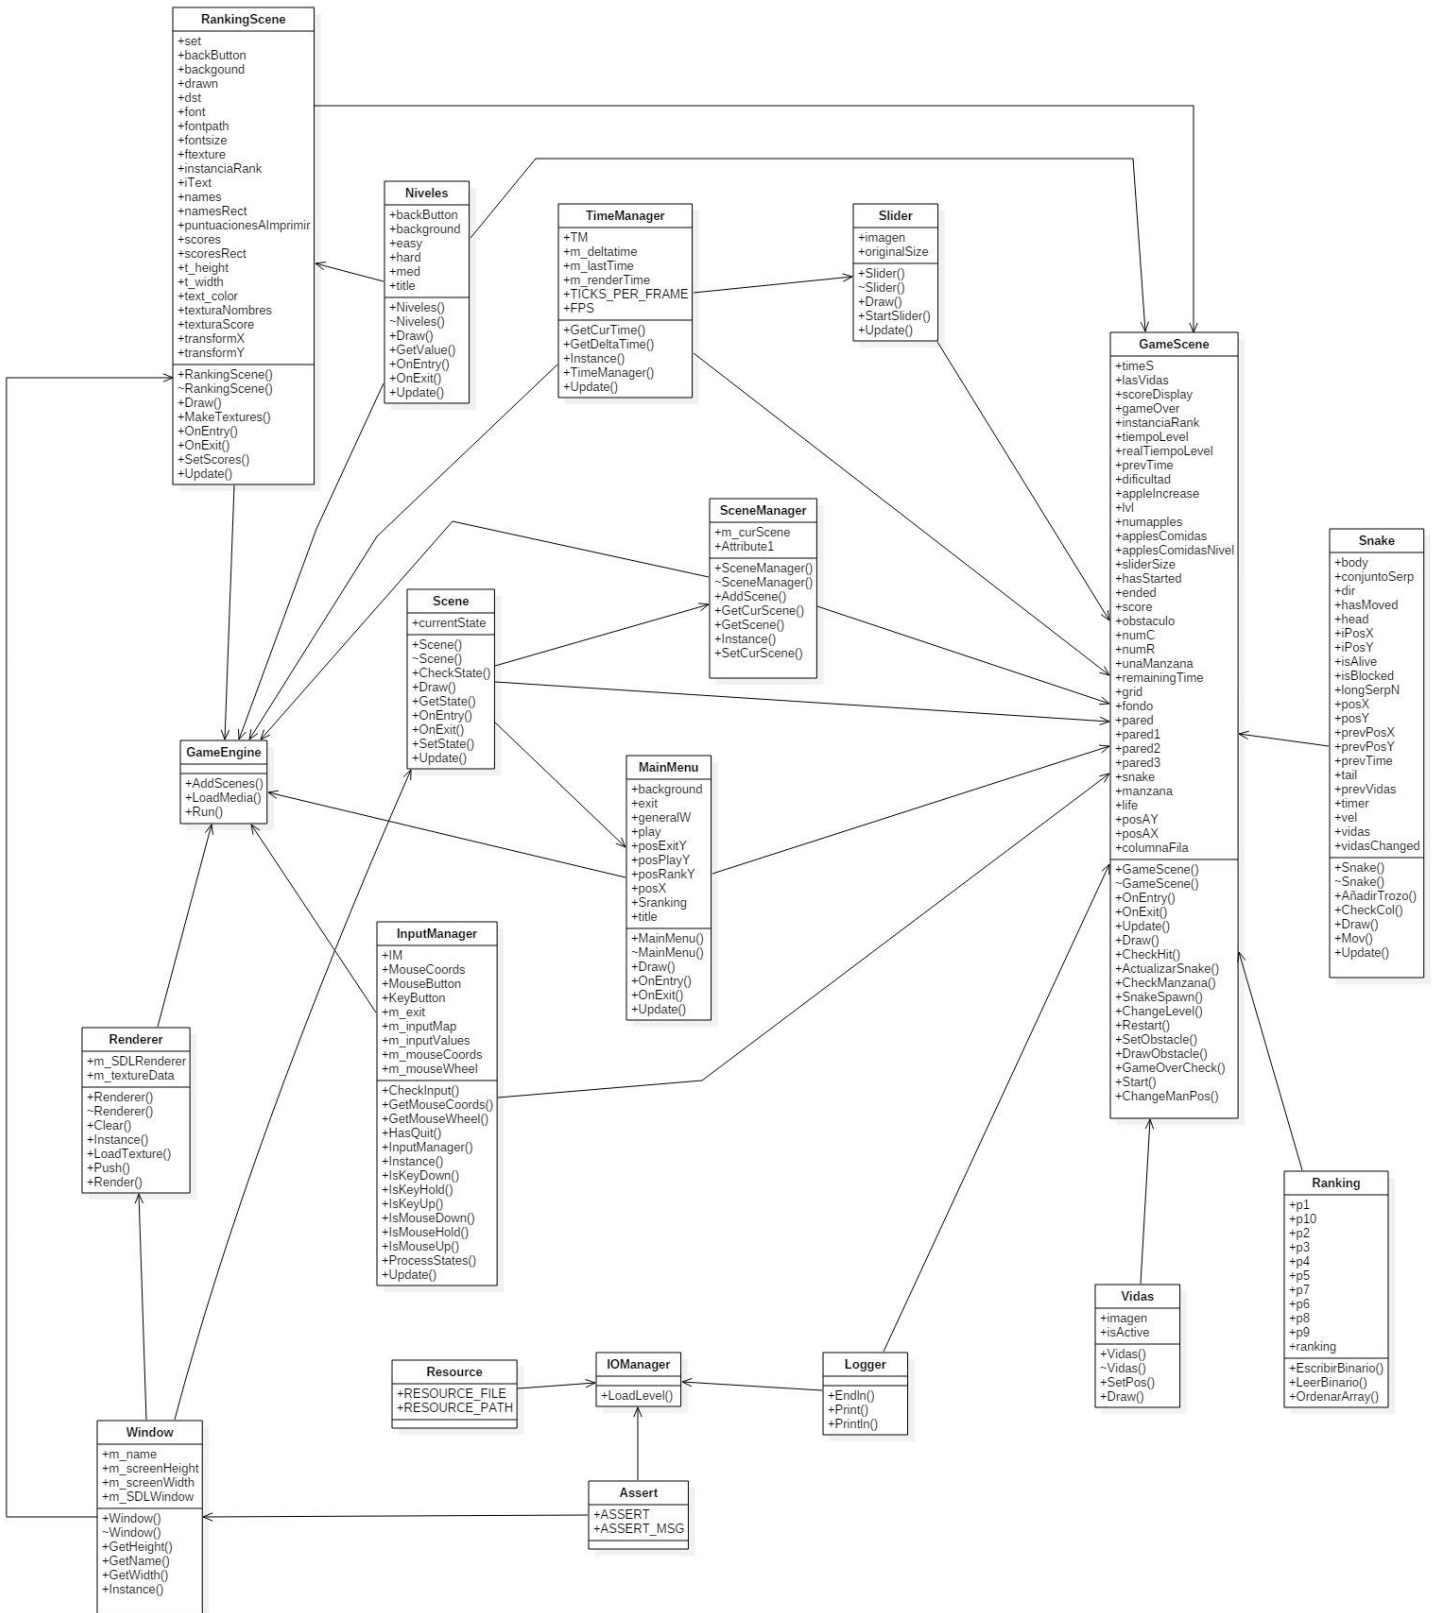 RankingScene
+set
+backButton
+backgound
+drawn
+dst
+font
+fontpath
+fontsize
+ftexture
+instanciaRank
+iText
+names
+namesRect
+puntuacionesAImprimir
+scores
+scoresRect
+t_height
+t_width
+text_color
+texturaNombres
+texturaScore
+transformX
+transformY
+RankingScene()
~RankingScene()
+Draw()
+MakeTextures()
+OnEntry()
+OnExit()
+SetScores()
+Update()
Niveles
+backButton
+background
+easy
+hard
+med
+title
+Niveles()
~Niveles()
+Draw()
+GetValue()
+OnEntry()
+OnExit()
+Update()
TimeManager
+TM
+m_deltatime
+m_lastTime
+m_renderTime
+TICKS_PER_FRAME
+FPS
+GetCurTime()
+GetDeltaTime()
+Instance()
+TimeManager()
+Update()
Slider
+imagen
+originalSize
+Slider()
~Slider()
+Draw()
+StartSlider()
+Update()
GameScene
+timeS
+lasVidas
+scoreDisplay
+gameOver
+instanciaRank
+tiempoLevel
+realTiempoLevel
+prevTime
+dificultad
+appleIncrease
+lvl
+numapples
+applesComidas
+applesComidasNivel
+sliderSize
+hasStarted
+ended
+score
+obstaculo
+numC
+numR
+unaManzana
+remainingTime
+grid
+fondo
+pared
+pared1
+pared2
+pared3
+snake
+manzana
+life
+posAY
+posAX
+columnaFila
+GameScene()
~GameScene()
+OnEntry()
+OnExit()
+Update()
+Draw()
+CheckHit()
+ActualizarSnake()
+CheckManzana()
+SnakeSpawn()
+ChangeLevel()
+Restart()
+SetObstacle()
+DrawObstacle()
+GameOverCheck()
+Start()
+ChangeManPos()
SceneManager
+m_curScene
+Attribute1
+SceneManager()
~SceneManager()
+AddScene()
+GetCurScene()
+GetScene()
+Instance()
+SetCurScene()
Snake
+body
+conjuntoSerp
+dir
+hasMoved
+head
+iPosX
+iPosY
+isAlive
+isBlocked
+longSerpN
+posX
+posY
+prevPosX
+prevPosY
+prevTime
+tail
+prevVidas
+timer
+vel
+vidas
+vidasChanged
+Snake()
~Snake()
+AñadirTrozo()
+CheckCol()
+Draw()
+Mov()
+Update()
Scene
+currentState
+Scene()
~Scene()
+CheckState()
+Draw()
+GetState()
+OnEntry()
+OnExit()
+SetState()
+Update()
GameEngine
+AddScenes()
+LoadMedia()
+Run()
MainMenu
+background
+exit
+generalW
+play
+posExitY
+posPlayY
+posRankY
+posX
+Sranking
+title
+MainMenu()
~MainMenu()
+Draw()
+OnEntry()
+OnExit()
+Update()
InputManager
+IM
+MouseCoords
+MouseButton
+KeyButton
+m_exit
+m_inputMap
+m_inputValues
+m_mouseCoords
+m_mouseWheel
+CheckInput()
+GetMouseCoords()
+GetMouseWheel()
+HasQuit()
+InputManager()
+Instance()
+IsKeyDown()
+IsKeyHold()
+IsKeyUp()
+IsMouseDown()
+IsMouseHold()
+IsMouseUp()
+ProcessStates()
+Update()
Renderer
+m_SDLRenderer
+m_textureData
+Renderer()
~Renderer()
+Clear()
+Instance()
+LoadTexture()
+Push()
+Render()
Ranking
+p1
+p10
+p2
+p3
+p4
+p5
+p7
+p6
+p8
+p9
+ranking
+EscribirBinario()
+LeerBinario()
+OrdenarArray()
Vidas
+imagen
+isActive
+Vidas()
~Vidas()
+SetPos()
+Draw()
Resource
+RESOURCE_FILE
+RESOURCE_PATH
IOManager
+LoadLevel()
Logger
+Endln()
+Print()
+Println()
Window
+m_name
+m_screenHeight
+m_screenWidth
+m_SDLWindow
+Window()
~Window()
+GetHeight()
+GetName()
+GetWidth()
+Instance()
Assert
+ASSERT
+ASSERT_MSG